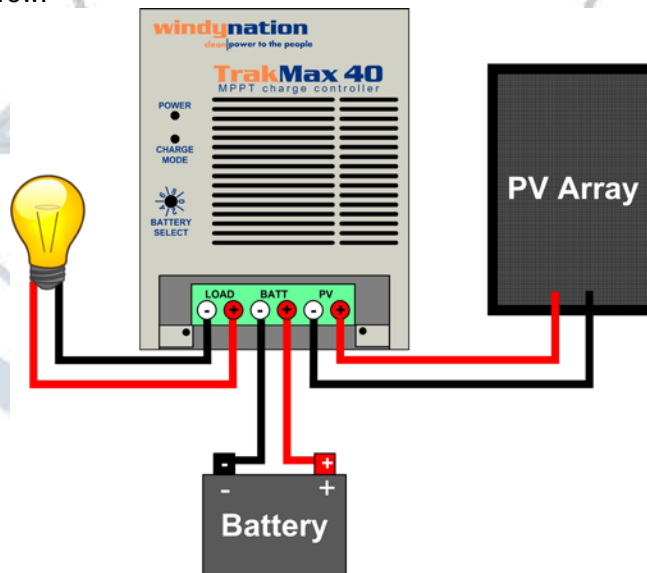 windynation
clean power to the people
TrakMax 40
MPPT charge controller
POWER
CHARGE
MODE
BATTERY
SELECT
PV Array
LOAD BATT PV
- + - + - +
- +
- +
Battery